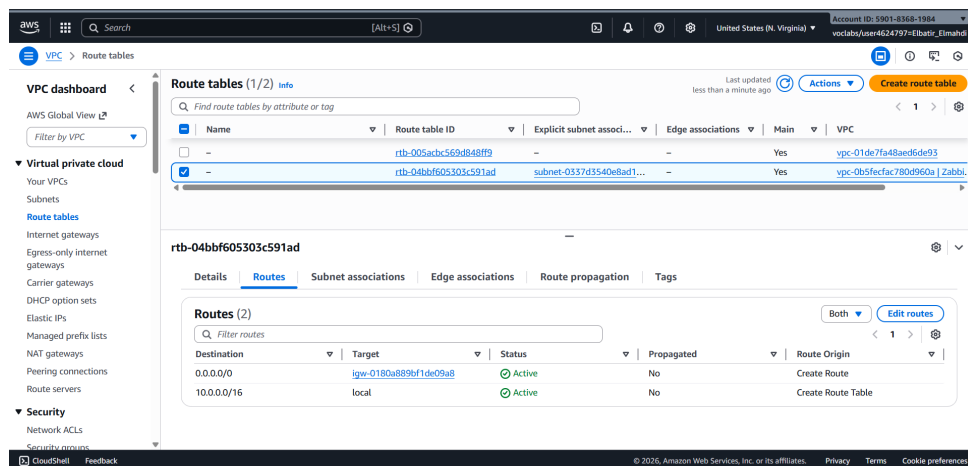 aws
Search
[Alt+S]
United States (N. Virginia) ▼
Account ID: 5901-8368-1984
voclabs/user4624797=Elbatir_Elmahdi
VPC > Route tables
VPC dashboard
AWS Global View
Filter by VPC
Virtual private cloud
Your VPCs
Subnets
Route tables
Internet gateways
Egress-only internet
gateways
Carrier gateways
DHCP option sets
Elastic IPs
Managed prefix lists
NAT gateways
Peering connections
Route servers
Security
Network ACLs
Security groups
Route tables (1/2) Info
Last updated
less than a minute ago
Actions ▼
Create route table
Find route tables by attribute or tag
< 1 >
Name | Route table ID | Explicit subnet associ... | Edge associations | Main | VPC
– rtb-005acbc569d848ff9 – – Yes vpc-01de7fa48aed6de93
– rtb-04bbf605303c591ad subnet-0337d3540e8ad1... – Yes vpc-0b5fecfac780d960a | Zabbi.
rtb-04bbf605303c591ad
Details Routes Subnet associations Edge associations Route propagation Tags
Routes (2)
Both ▼
Edit routes
Filter routes
< 1 >
Destination | Target | Status | Propagated | Route Origin
0.0.0.0/0 igw-0180a889bf1de09a8 Active No Create Route
10.0.0.0/16 local Active No Create Route Table
CloudShell Feedback
© 2026, Amazon Web Services, Inc. or its affiliates. Privacy Terms Cookie preferences